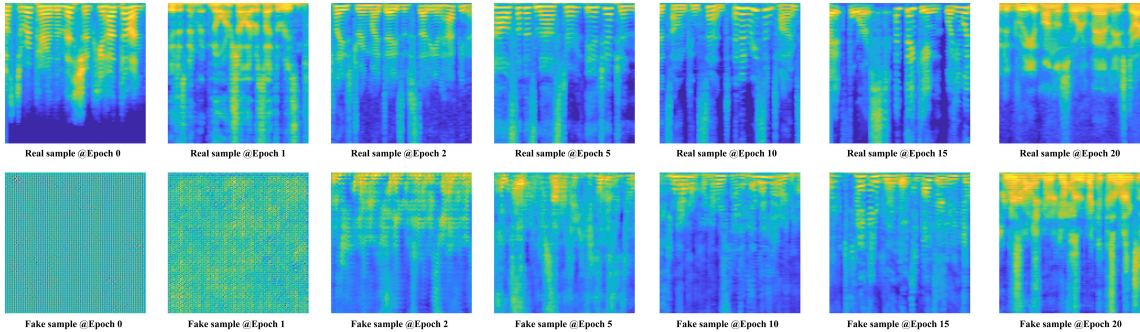 Real sample @Epoch 0
Real sample @Epoch 1
Real sample @Epoch 2
Real sample @Epoch 5
Real sample @Epoch 10
Real sample @Epoch 15
Real sample @Epoch 20
Fake sample @Epoch 0
Fake sample @Epoch 1
Fake sample @Epoch 2
Fake sample @Epoch 5
Fake sample @Epoch 10
Fake sample @Epoch 15
Fake sample @Epoch 20